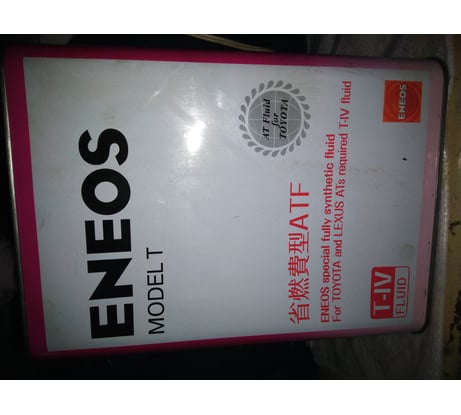 ENEOS
MODEL T
AT Fluid
for
TOYOTA
ENEOS
省燃費型ATF
ENEOS special fully synthetic fluid
For TOYOTA and LEXUS ATs required T-IV fluid
T-IV
FLUID